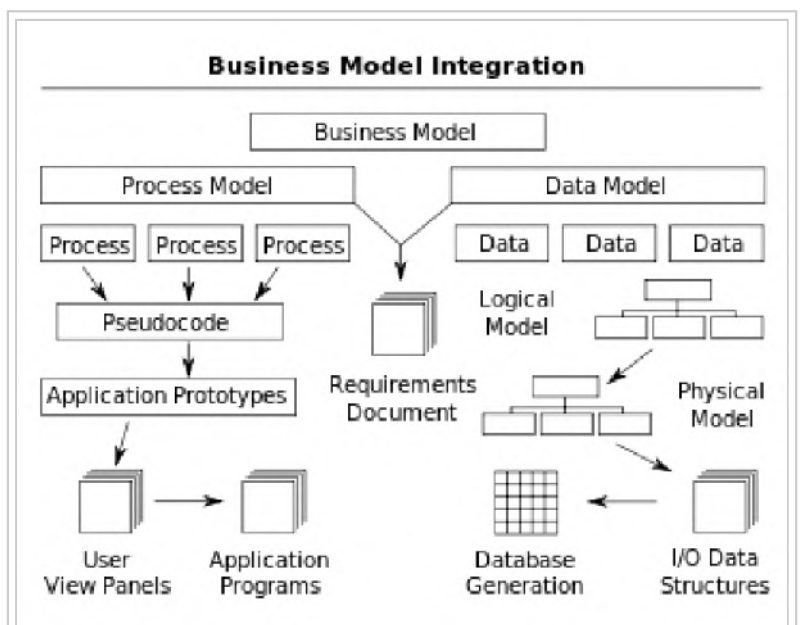 Business Model Integration
Business Model
Process Model
Data Model
Process
Process
Process
Data
Data
Data
Pseudocode
Logical
Model
Application Prototypes
Requirements
Document
Physical
Model
User
View Panels
Application
Programs
Database
Generation
I/O Data
Structures